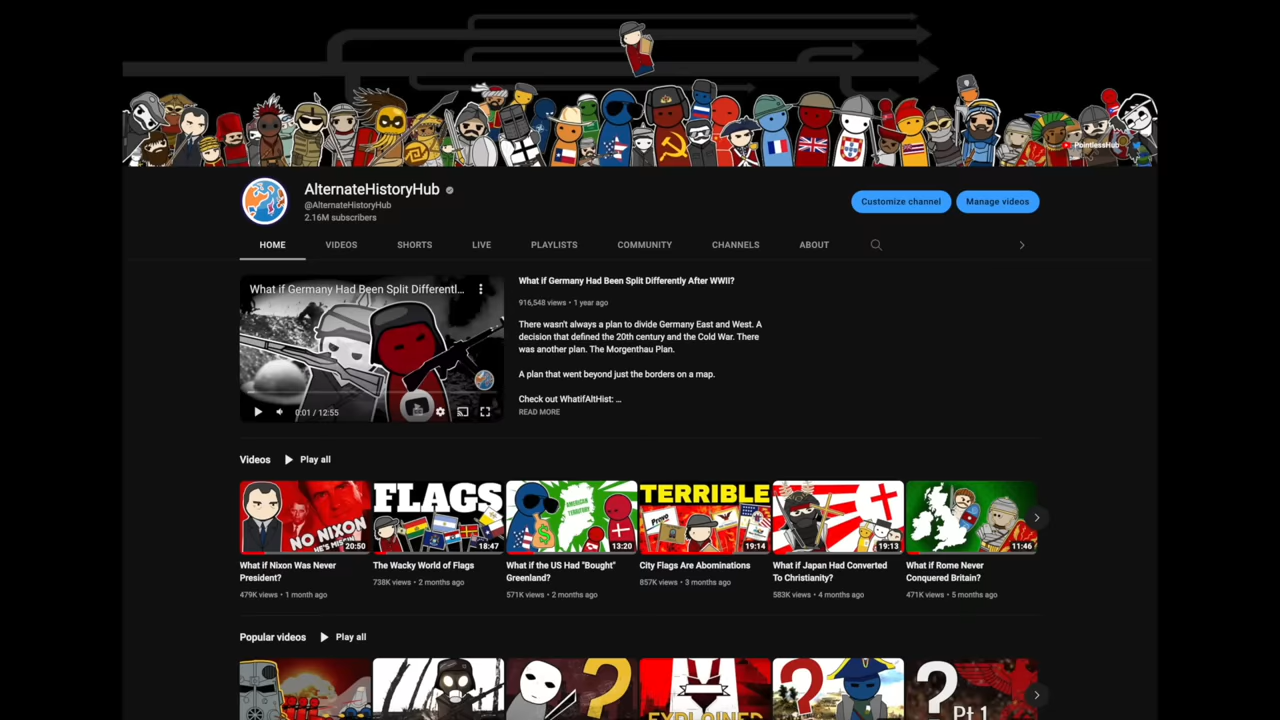 PointlessHub
AlternateHistoryHub
@AlternateHistoryHub
2.16M subscribers
Customize channel
Manage videos
HOME
VIDEOS
SHORTS
LIVE
PLAYLISTS
COMMUNITY
CHANNELS
ABOUT
What if Germany Had Been Split Differentl...
0:01 / 12:55
What if Germany Had Been Split Differently After WWII?
916,548 views • 1 year ago
There wasn't always a plan to divide Germany East and West. A
decision that defined the 20th century and the Cold War. There
was another plan. The Morgenthau Plan.
A plan that went beyond just the borders on a map.
Check out WhatifAltHist: ...
READ MORE
Videos
Play all
NO NIXON
HE'S MISSIN
20:50
What if Nixon Was Never
President?
479K views • 1 month ago
FLAGS
18:47
The Wacky World of Flags
738K views • 2 months ago
AMERICAN
TERRITORY
13:20
What if the US Had "Bought"
Greenland?
571K views • 2 months ago
TERRIBLE
Provo
19:14
City Flags Are Abominations
857K views • 3 months ago
19:13
What if Japan Had Converted
To Christianity?
583K views • 4 months ago
11:46
What if Rome Never
Conquered Britain?
471K views • 5 months ago
Popular videos
Play all
?
EXPLAINED
?
?
Pt 1